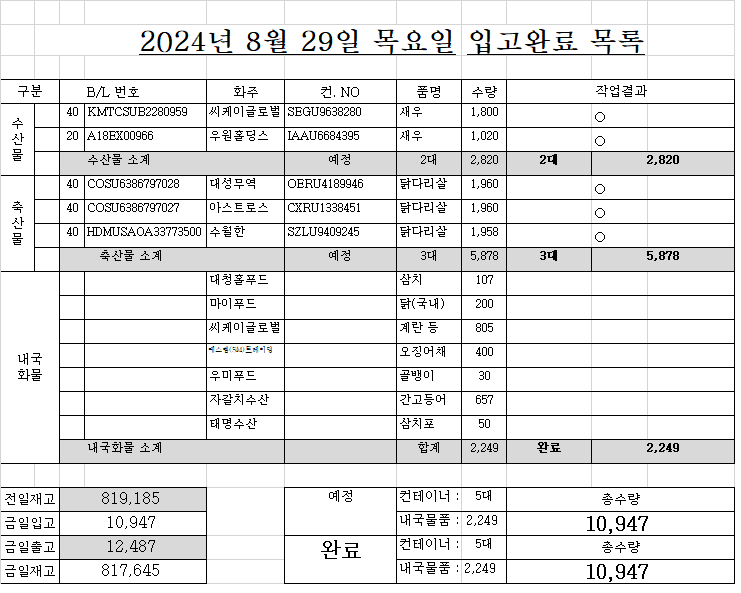 2024년 8월 29일 목요일 입고완료 목록
구분 B/L 번호 화주 컨. NO 품명 수량 작업결과
수산물
40 KMTCSUB2280959 씨케이글로벌 SEGU9638280 새우 1,800 ○
20 A18EX00966 우원홀딩스 IAAU6684395 새우 1,020 ○
수산물 소계 예정 2대 2,820 2대 2,820
축산물
40 COSU6386797028 대성무역 OERU4189946 닭다리살 1,960 ○
40 COSU6386797027 아스트로스 CXRU1338451 닭다리살 1,960 ○
40 HDMUSAOA33773500 수월한 SZLU9409245 닭다리살 1,958 ○
축산물 소계 예정 3대 5,878 3대 5,878
내국
화물
대청홀푸드 삼치 107
마이푸드 닭(국내) 200
씨케이글로벌 계란 등 805
오징어채 400
우미푸드 골뱅이 30
자갈치수산 간고등어 657
태명수산 삼치포 50
내국화물 소계 합계 2,249 완료 2,249
전일재고 819,185 예정 컨테이너 : 5대 총수량
금일입고 10,947 내국물품 : 2,249 10,947
금일출고 12,487 완료 컨테이너 : 5대 총수량
금일재고 817,645 내국물품 : 2,249 10,947